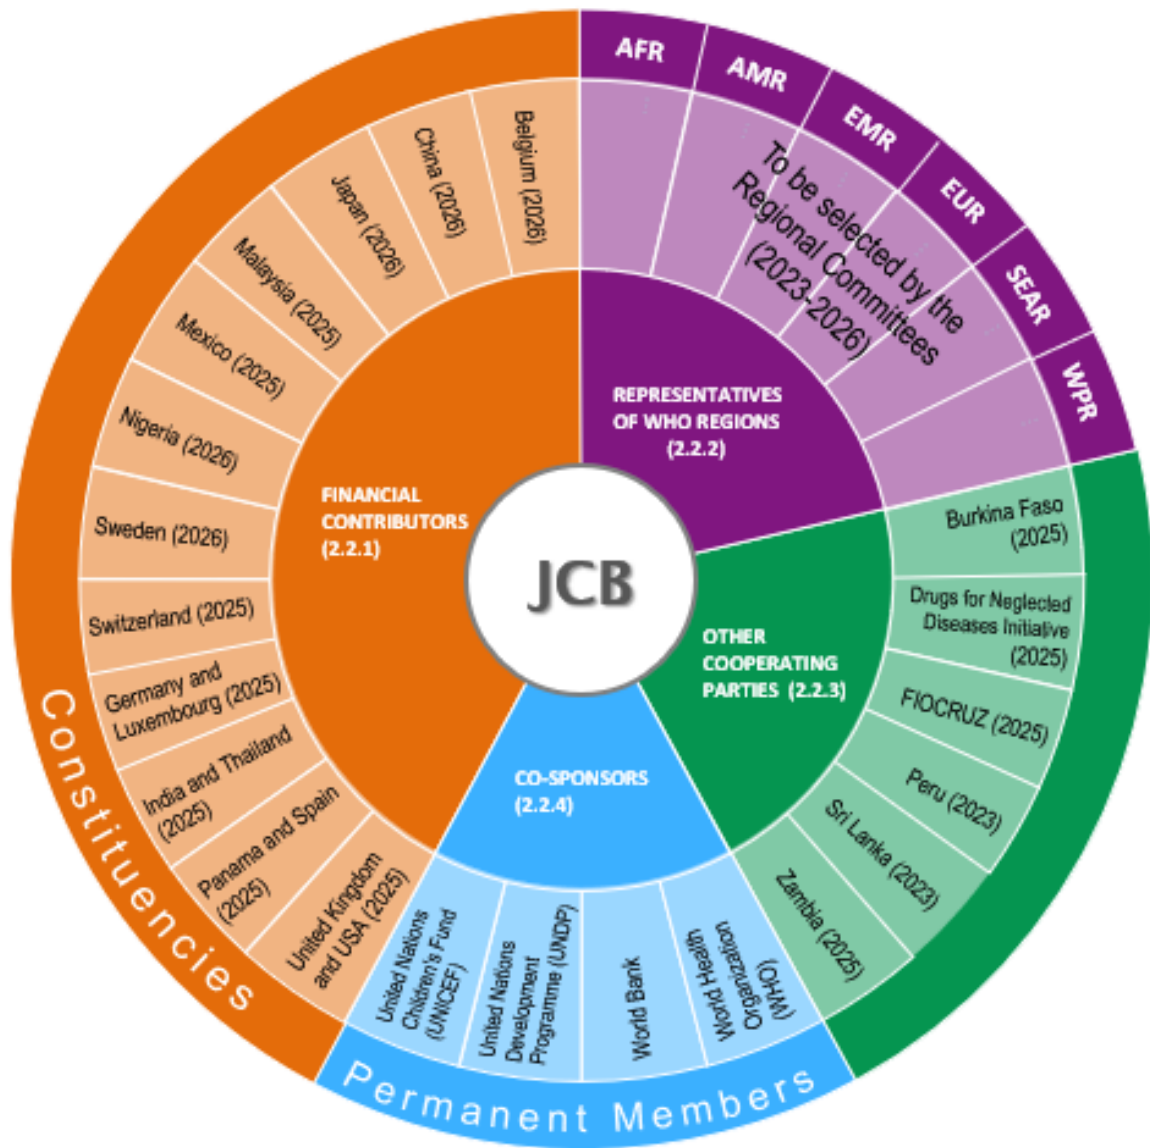 AFR
AMR
EMR
EUR
SEAR
WPR
To be selected by the
Regional Committees
(2023-2026)
REPRESENTATIVES
OF WHO REGIONS
(2.2.2)
Burkina Faso
(2025)
Drugs for Neglected
Diseases Initiative
(2025)
FIOCRUZ (2025)
Peru (2023)
Sri Lanka (2023)
Zambia (2025)
OTHER
COOPERATING
PARTIES (2.2.3)
World Health
Organization
(WHO)
World Bank
United Nations
Development
Programme (UNDP)
United Nations
Children's Fund
(UNICEF)
CO-SPONSORS
(2.2.4)
Permanent Members
United Kingdom
and USA (2025)
Panama and Spain
(2025)
India and Thailand
(2025)
Germany and
Luxembourg (2025)
Switzerland (2025)
Sweden (2026)
Nigeria (2026)
Mexico (2025)
Malaysia (2025)
Japan (2026)
China (2026)
Belgium (2026)
FINANCIAL
CONTRIBUTORS
(2.2.1)
Constituencies
JCB